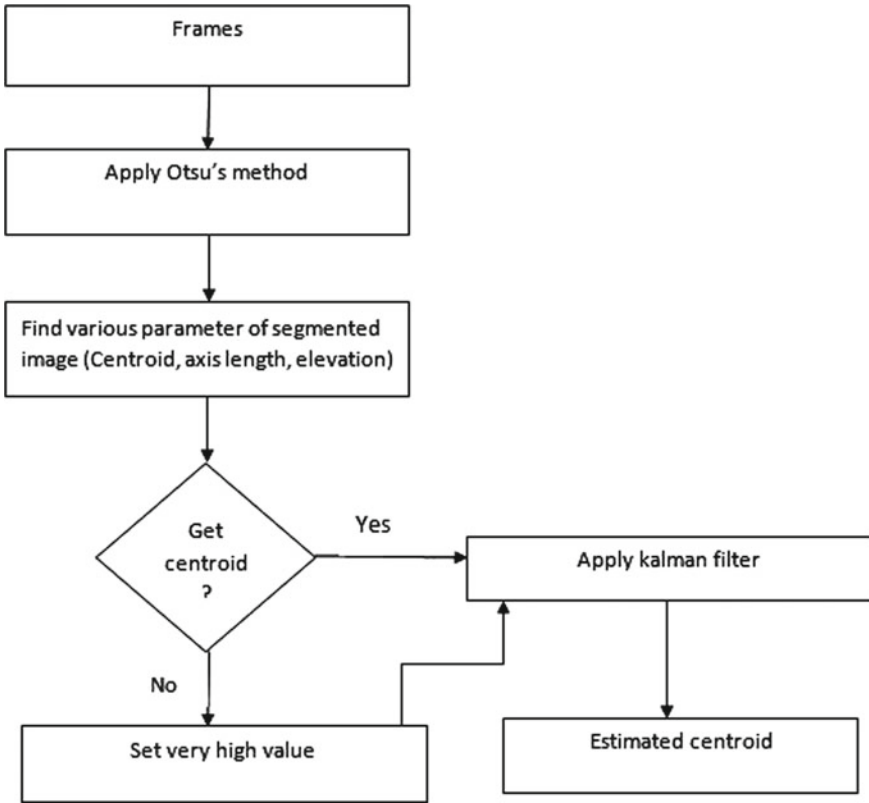 Frames
Apply Otsu's method
Find various parameter of segmented
image (Centroid, axis length, elevation)
Get
centroid
?
Yes
Apply kalman filter
No
Set very high value
Estimated centroid